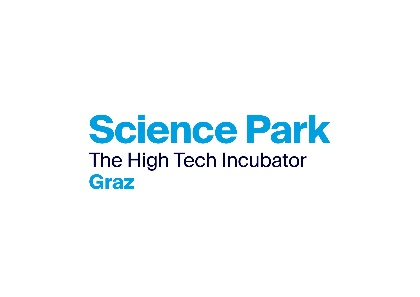 Science Park
The High Tech Incubator
Graz